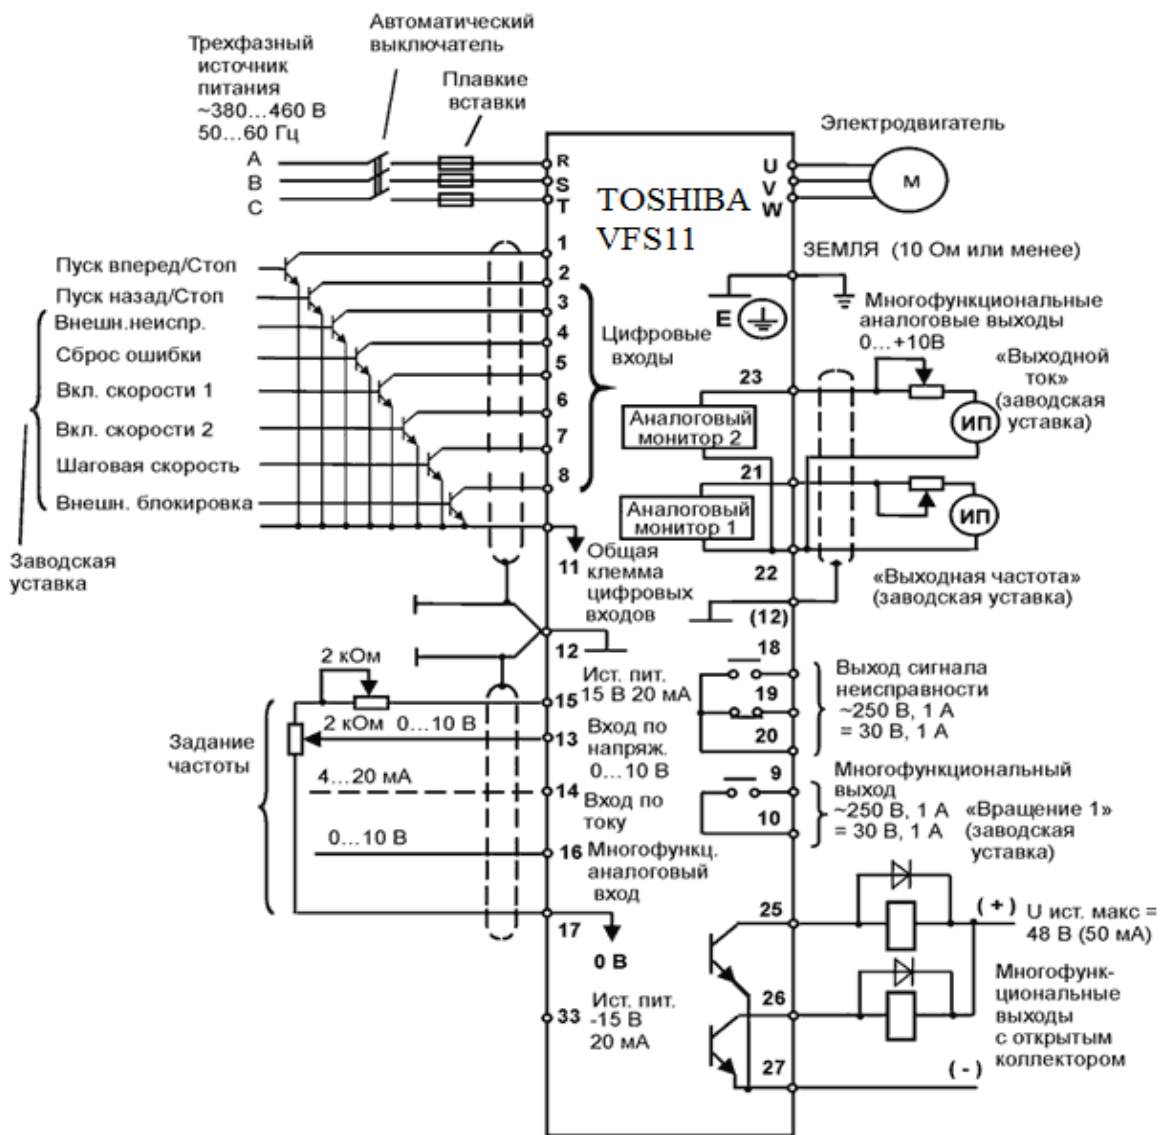 Автоматический
выключатель
Трехфазный
источник
питания
~380...460 В
50...60 Гц
Плавкие
вставки
Электродвигатель
A
B
C
R
S
T
U
V
W
М
TOSHIBA
VFS11
ЗЕМЛЯ (10 Ом или менее)
E
1
2
3
4
5
6
7
8
Пуск вперед/Стоп
Пуск назад/Стоп
Внешн.неиспр.
Сброс ошибки
Вкл. скорости 1
Вкл. скорости 2
Шаговая скорость
Внешн. блокировка
Заводская
уставка
Цифровые
входы
Многофункциональные
аналоговые выходы
0...+10В
«Выходной
ток»
(заводская
уставка)
23
Аналоговый
монитор 2
ИП
21
Аналоговый
монитор 1
ИП
22
«Выходная частота»
(заводская уставка)
(12)
11
Общая
клемма
цифровых
входов
12
Ист. пит.
15 В 20 мА
15
2 кОм
2 кОм 0...10 В
13
Вход по
напряж.
0...10 В
Задание
частоты
4...20 мА
14
Вход по
току
0...10 В
16
Многофункц.
аналоговый
вход
17
0 В
33
Ист. пит.
-15 В
20 мА
18
19
20
Выход сигнала
неисправности
~250 В, 1 А
= 30 В, 1 А
9
10
Многофункциональный
выход
~250 В, 1 А «Вращение 1»
= 30 В, 1 А (заводская
уставка)
25
( + )
U ист. макс =
48 В (50 мА)
26
Многофунк-
циональные
выходы
с открытым
коллектором
27
( - )